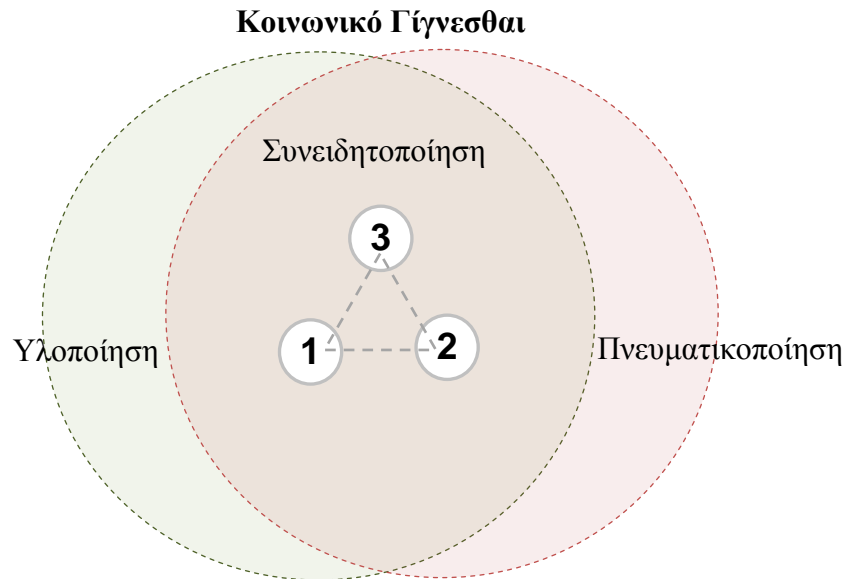 Κοινωνικό Γίγνεσθαι
Συνειδητοποίηση
3
1
2
Υλοποίηση
Πνευματικοποίηση